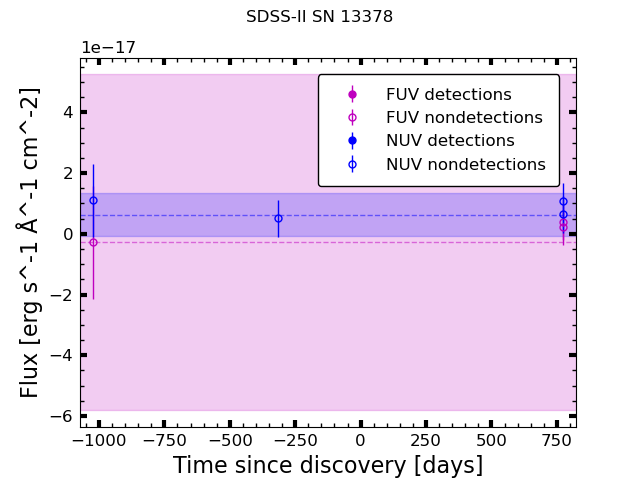 SDSS-II SN 13378
1e−17
FUV detections
FUV nondetections
NUV detections
NUV nondetections
4
2
0
−2
−4
−6
Flux [erg s^-1 Å^-1 cm^-2]
−1000 −750 −500 −250 0 250 500 750
Time since discovery [days]